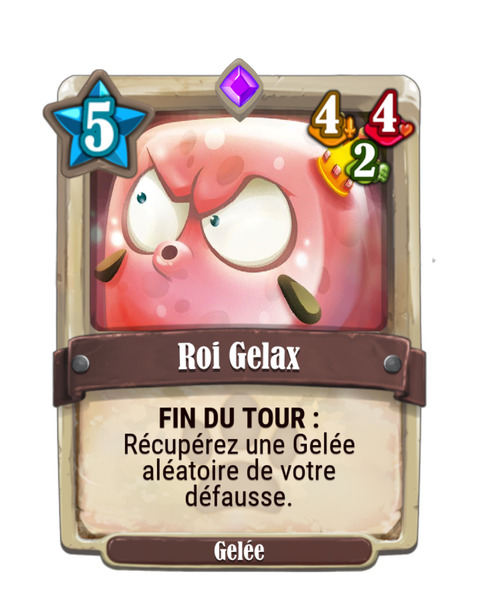 5
4 4
2
Roi Gelax
FIN DU TOUR :
Récupérez une Gelée
aléatoire de votre
défausse.
Gelée